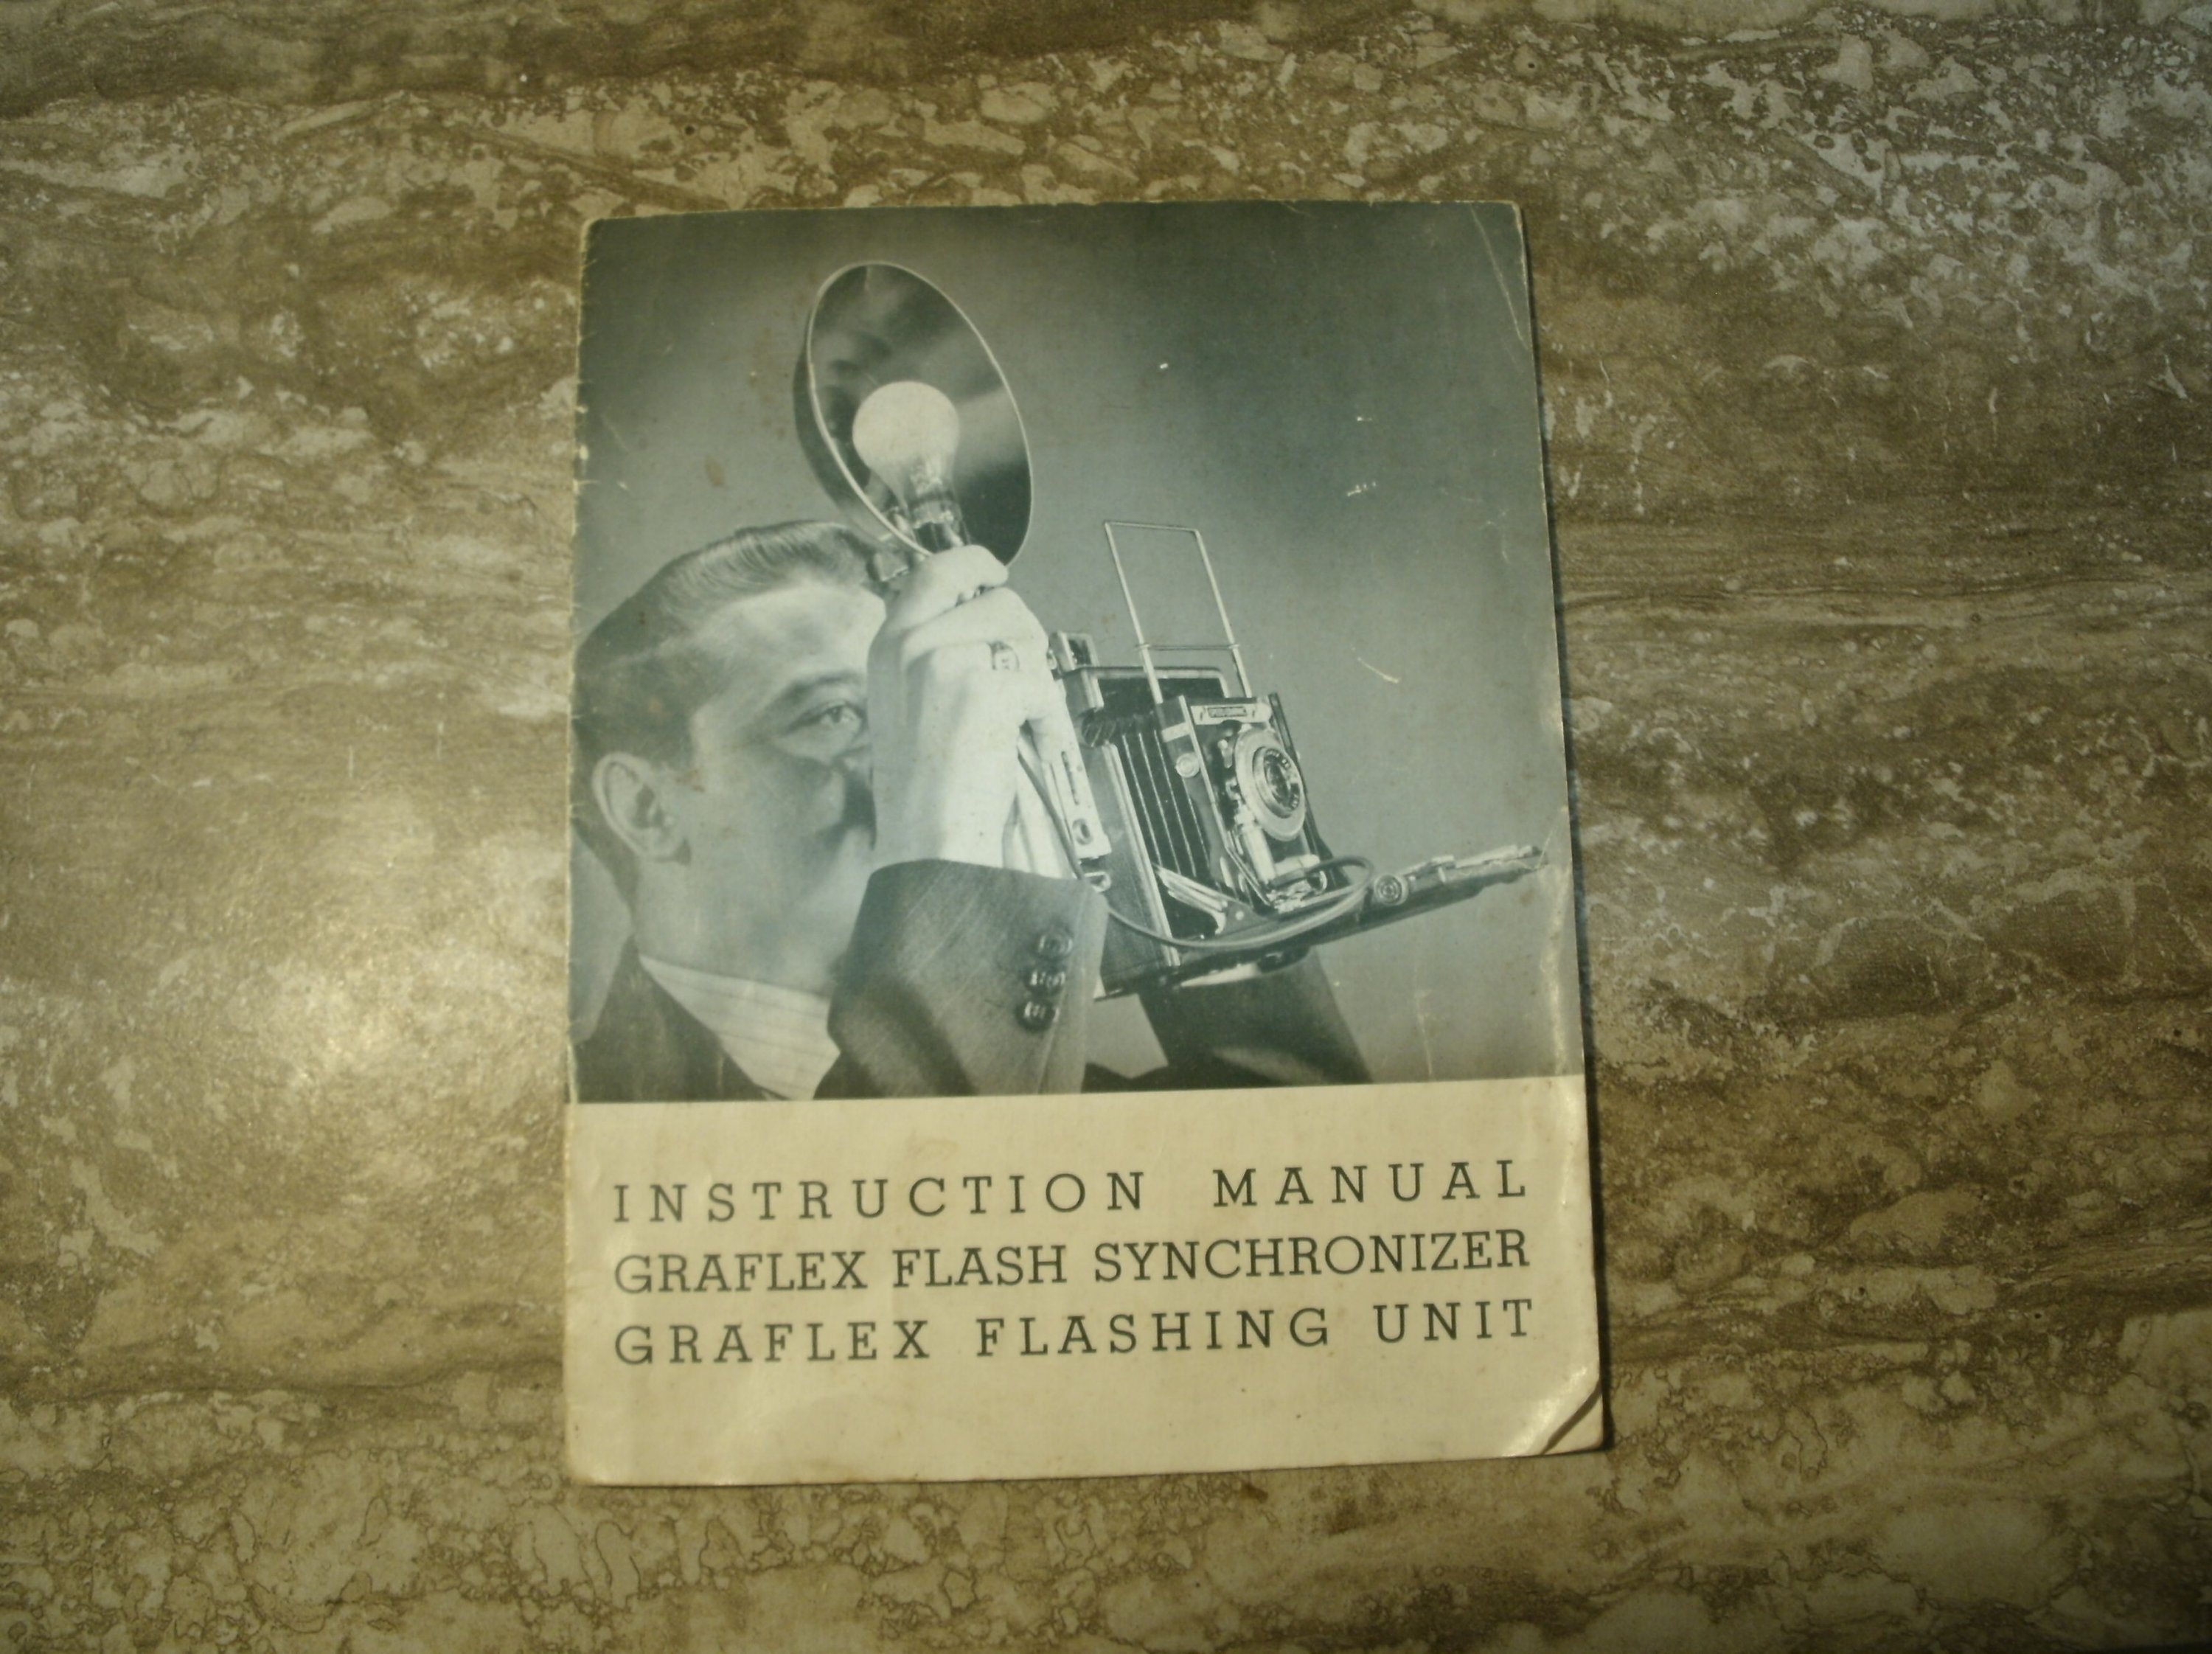 INSTRUCTION MANUAL
GRAFLEX FLASH SYNCHRONIZER
GRAFLEX FLASHING UNIT